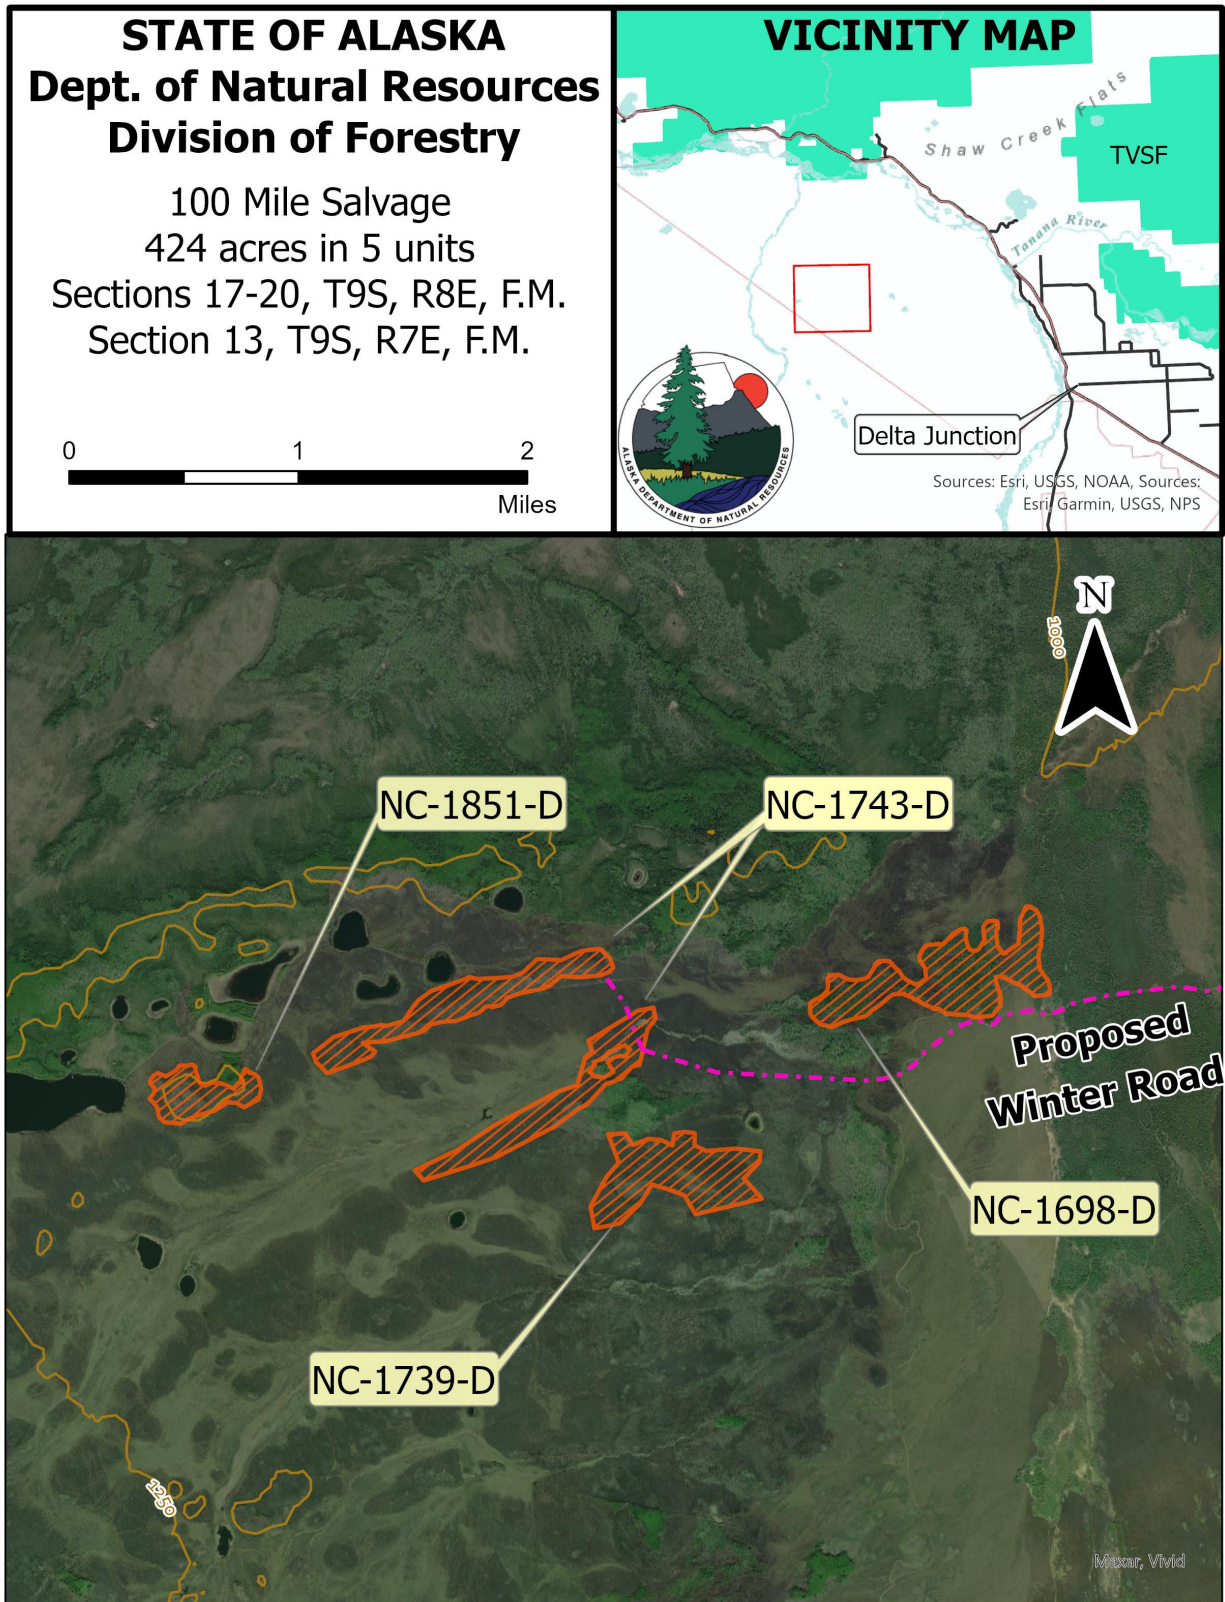 STATE OF ALASKA
Dept. of Natural Resources
Division of Forestry
100 Mile Salvage
424 acres in 5 units
Sections 17-20, T9S, R8E, F.M.
Section 13, T9S, R7E, F.M.
0 1 2
Miles
VICINITY MAP
Shaw Creek Flats
TVSF
Tanana River
Delta Junction
ALASKA DEPARTMENT OF NATURAL RESOURCES
Sources: Esri, USGS, NOAA, Sources:
Esri, Garmin, USGS, NPS
N
1000
NC-1851-D
NC-1743-D
Proposed
Winter Road
NC-1698-D
NC-1739-D
1250
Maxar, Vivid